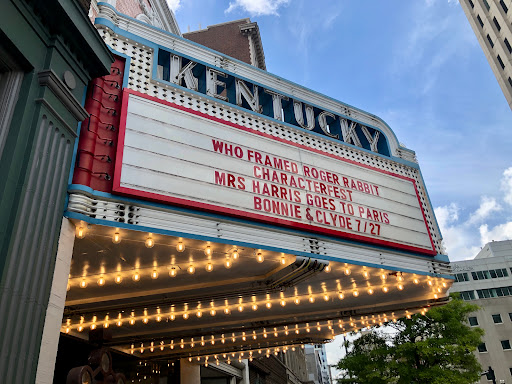 KENTUCKY
WHO FRAMED ROGER RABBIT
CHARACTERFEST
MRS HARRIS GOES TO PARIS
BONNIE & CLYDE 7/27